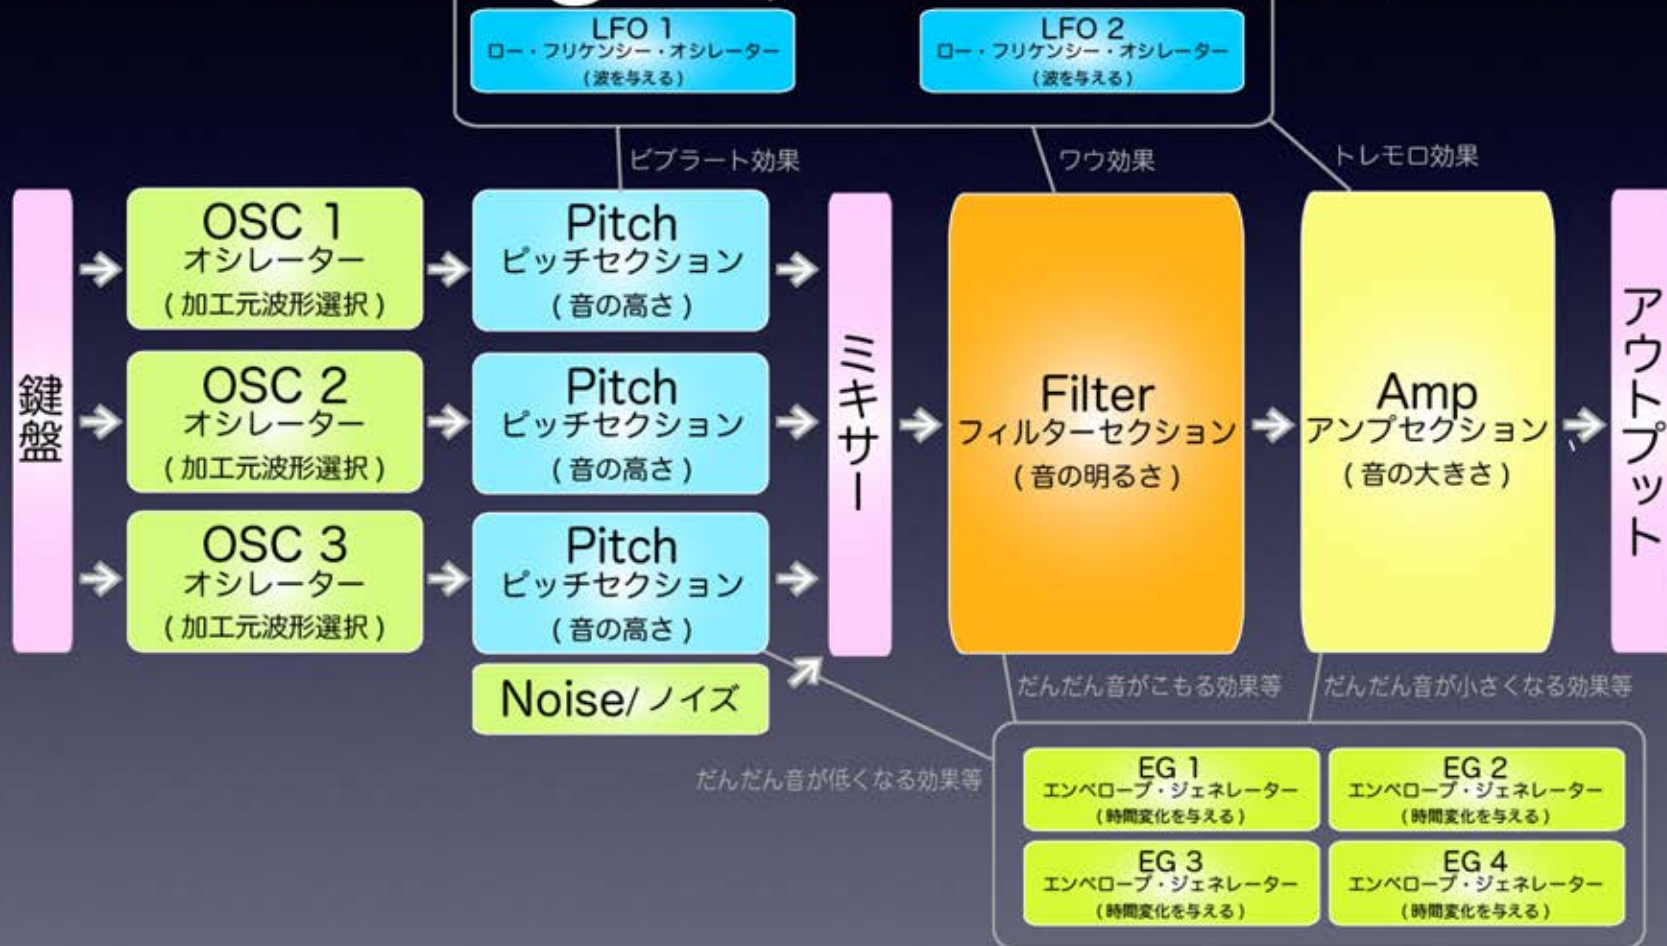 LFO 1
ロー・フリケンシー・オシレーター
(波を与える)
LFO 2
ロー・フリケンシー・オシレーター
(波を与える)
ビブラート効果
ワウ効果
トレモロ効果
鍵盤
OSC 1
オシレーター
(加工元波形選択)
Pitch
ピッチセクション
(音の高さ)
OSC 2
オシレーター
(加工元波形選択)
Pitch
ピッチセクション
(音の高さ)
OSC 3
オシレーター
(加工元波形選択)
Pitch
ピッチセクション
(音の高さ)
Noise/ノイズ
ミキサー
Filter
フィルターセクション
(音の明るさ)
Amp
アンプセクション
(音の大きさ)
アウトプット
だんだん音がこもる効果等
だんだん音が小さくなる効果等
だんだん音が低くなる効果等
EG 1
エンベロープ・ジェネレーター
(時間変化を与える)
EG 2
エンベロープ・ジェネレーター
(時間変化を与える)
EG 3
エンベロープ・ジェネレーター
(時間変化を与える)
EG 4
エンベロープ・ジェネレーター
(時間変化を与える)